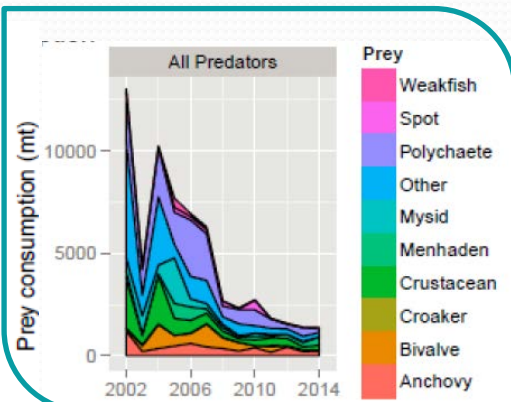 All Predators
Prey consumption (mt)
10000
5000
0
2002
2006
2010
2014
Prey
Weakfish
Spot
Polychaete
Other
Mysid
Menhaden
Crustacean
Croaker
Bivalve
Anchovy